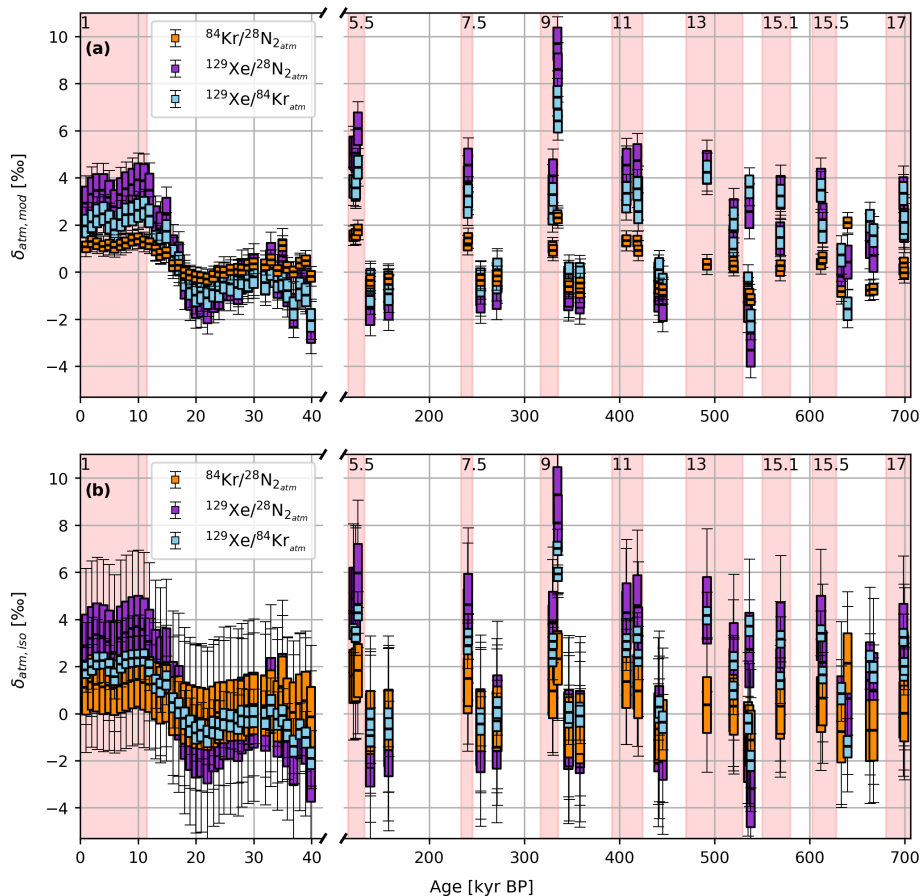 1 5.5 7.5 9 11 13 15.1 15.5 17
(a)
⁸⁴Kr/²⁸N₂ₐₜₘ
¹²⁹Xe/²⁸N₂ₐₜₘ
¹²⁹Xe/⁸⁴Krₐₜₘ
10
8
6
4
2
0
−2
−4
δatm, mod [‰]
0 10 20 30 40 200 300 400 500 600 700
1 5.5 7.5 9 11 13 15.1 15.5 17
(b)
⁸⁴Kr/²⁸N₂ₐₜₘ
¹²⁹Xe/²⁸N₂ₐₜₘ
¹²⁹Xe/⁸⁴Krₐₜₘ
10
8
6
4
2
0
−2
−4
δatm, iso [‰]
0 10 20 30 40 200 300 400 500 600 700
Age [kyr BP]